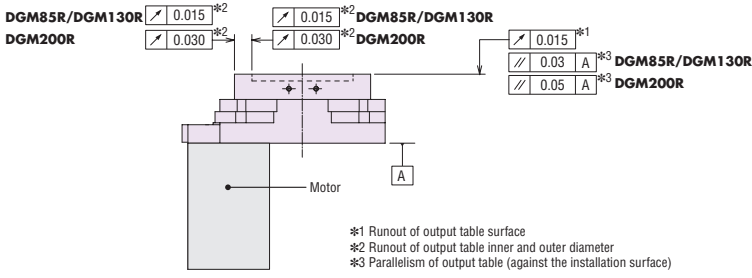 DGM85R/DGM130R ↗ 0.015 *2
DGM200R ↗ 0.030 *2
↗ 0.015 *2 DGM85R/DGM130R
↗ 0.030 *2 DGM200R
↗ 0.015 *1
// 0.03 A *3 DGM85R/DGM130R
// 0.05 A *3 DGM200R
A
Motor
*1 Runout of output table surface
*2 Runout of output table inner and outer diameter
*3 Parallelism of output table (against the installation surface)